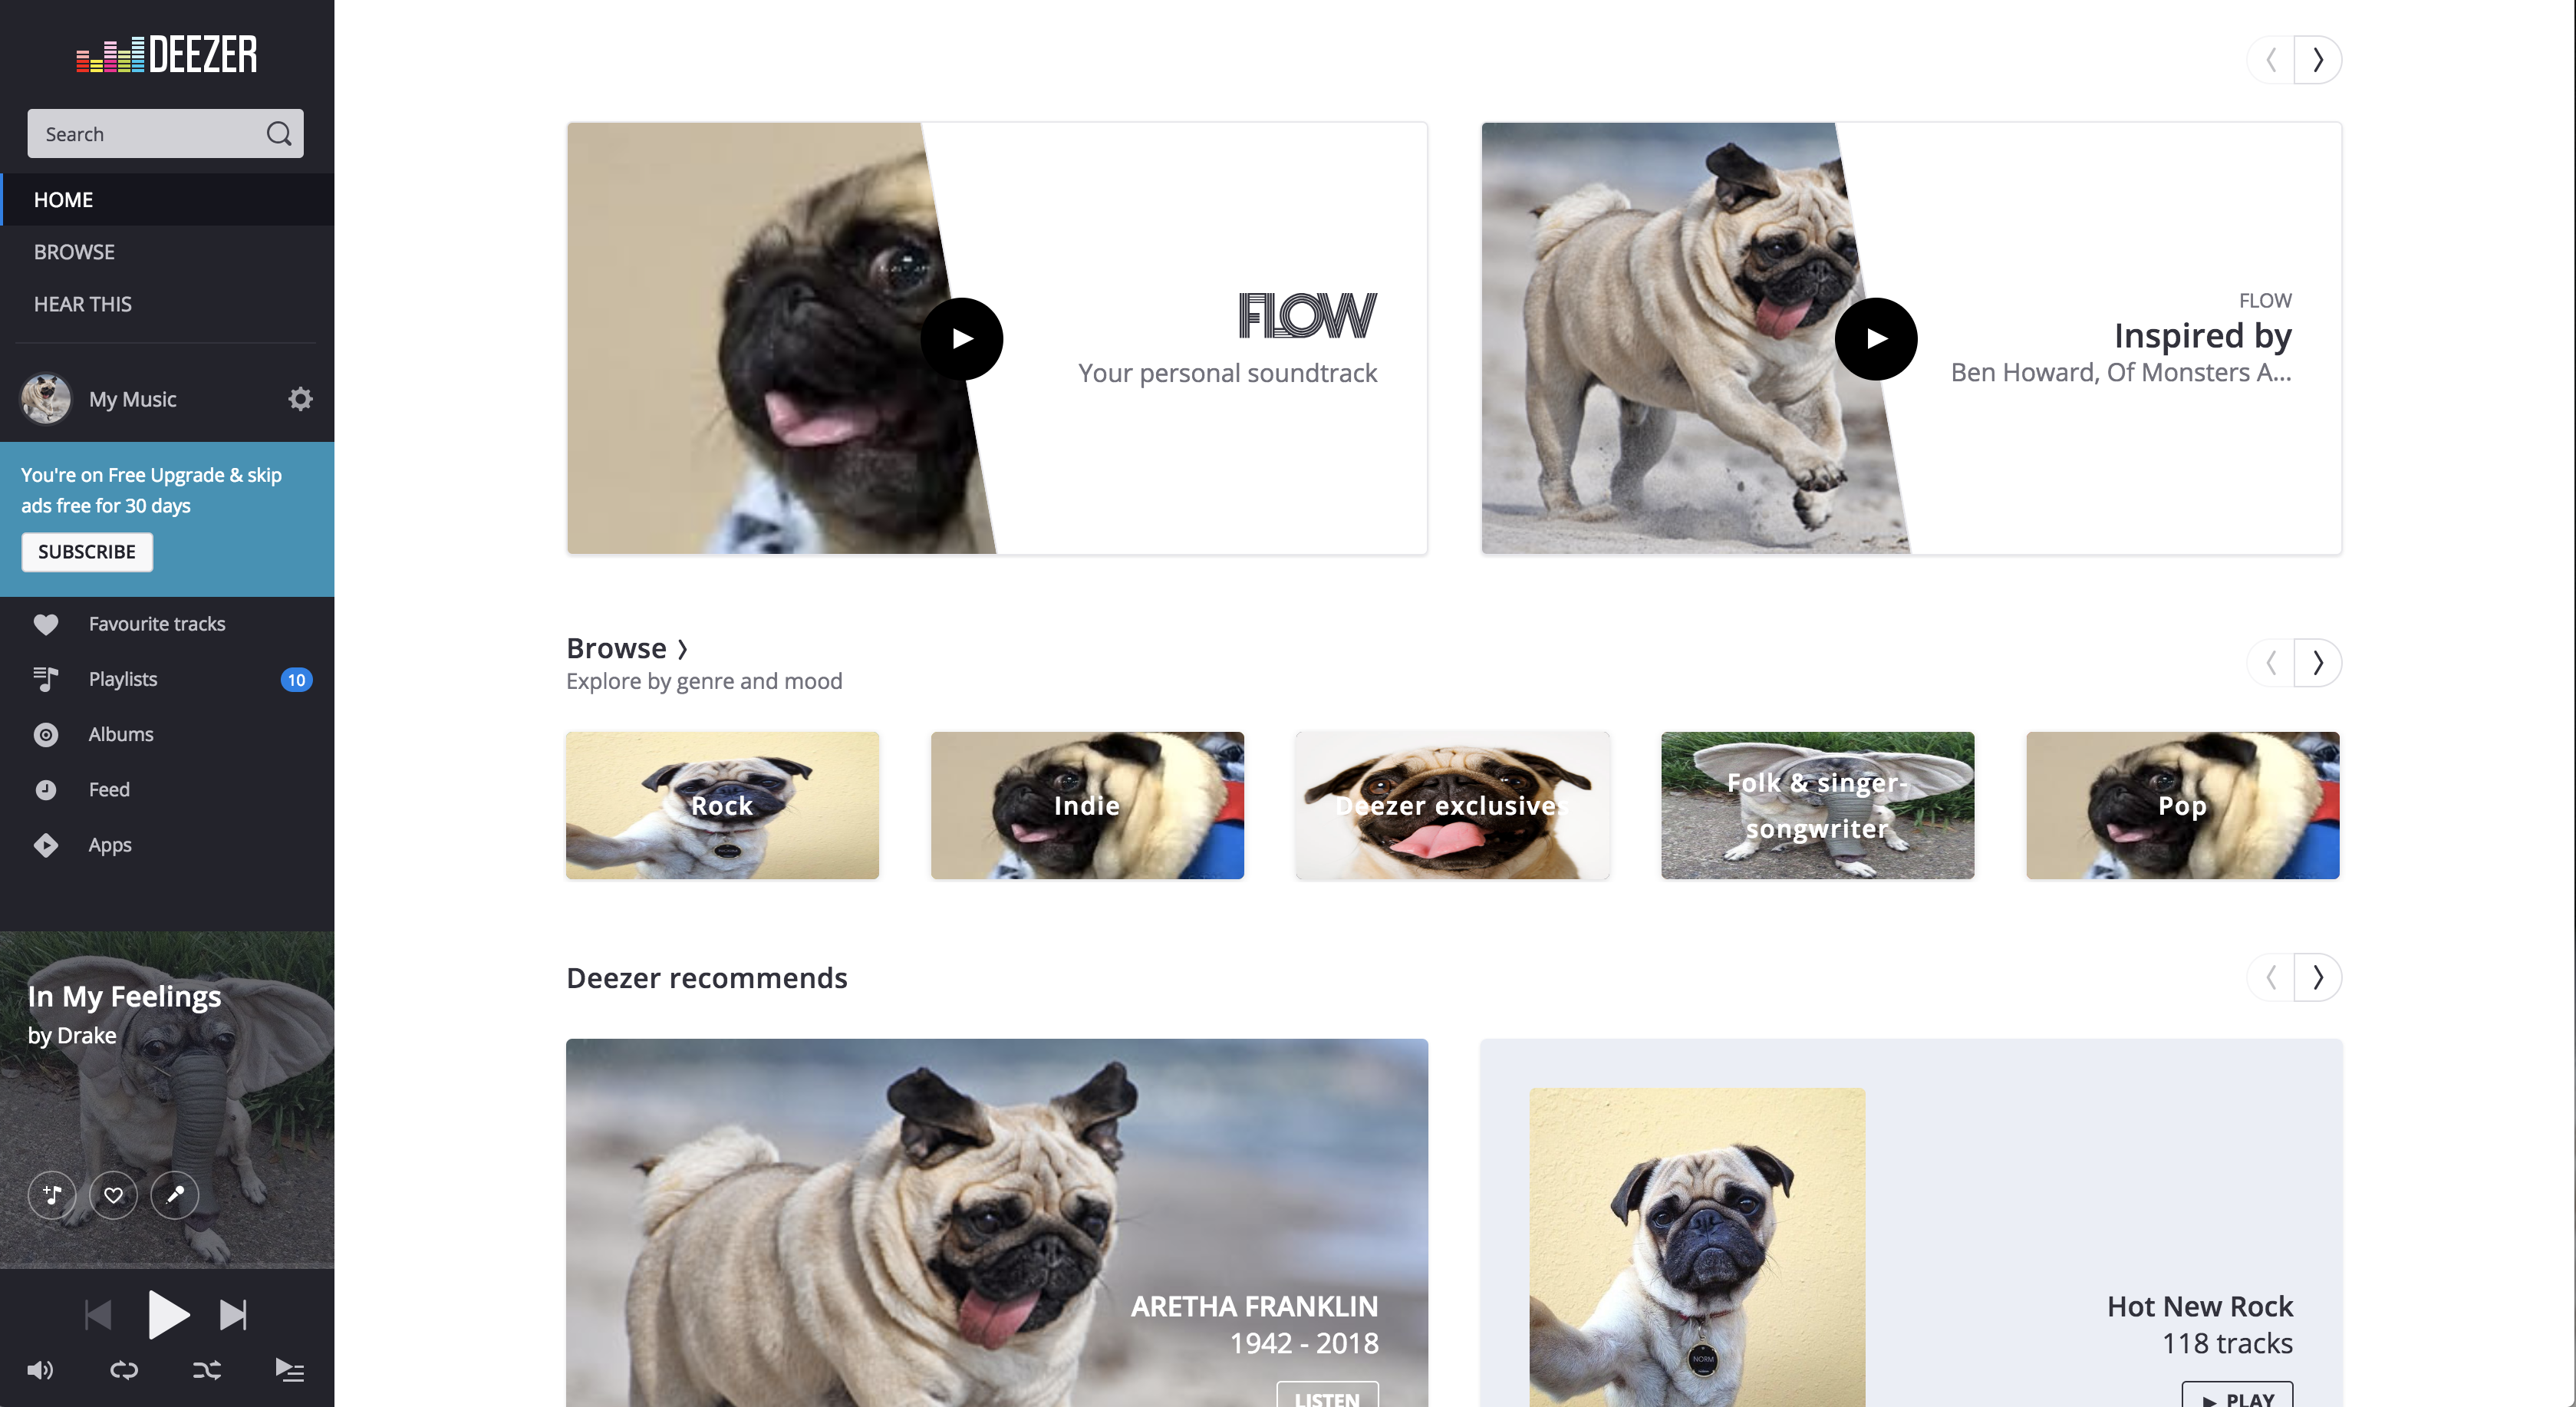 DEEZER
Search
HOME
BROWSE
HEAR THIS
My Music
You're on Free Upgrade & skip
ads free for 30 days
SUBSCRIBE
Favourite tracks
Playlists
10
Albums
Feed
Apps
In My Feelings
by Drake
FLOW
Your personal soundtrack
FLOW
Inspired by
Ben Howard, Of Monsters A...
Browse
Explore by genre and mood
Rock
Indie
Deezer exclusives
Folk & singer-
songwriter
Pop
Deezer recommends
ARETHA FRANKLIN
1942 - 2018
LISTEN
NORM
Hot New Rock
118 tracks
PLAY